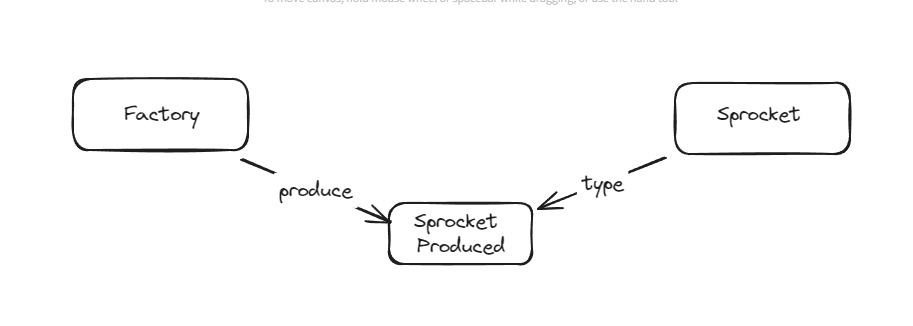 To move canvas, hold mouse wheel or spacebar while dragging, or use the hand tool
Factory
Sprocket
produce
type
Sprocket
Produced